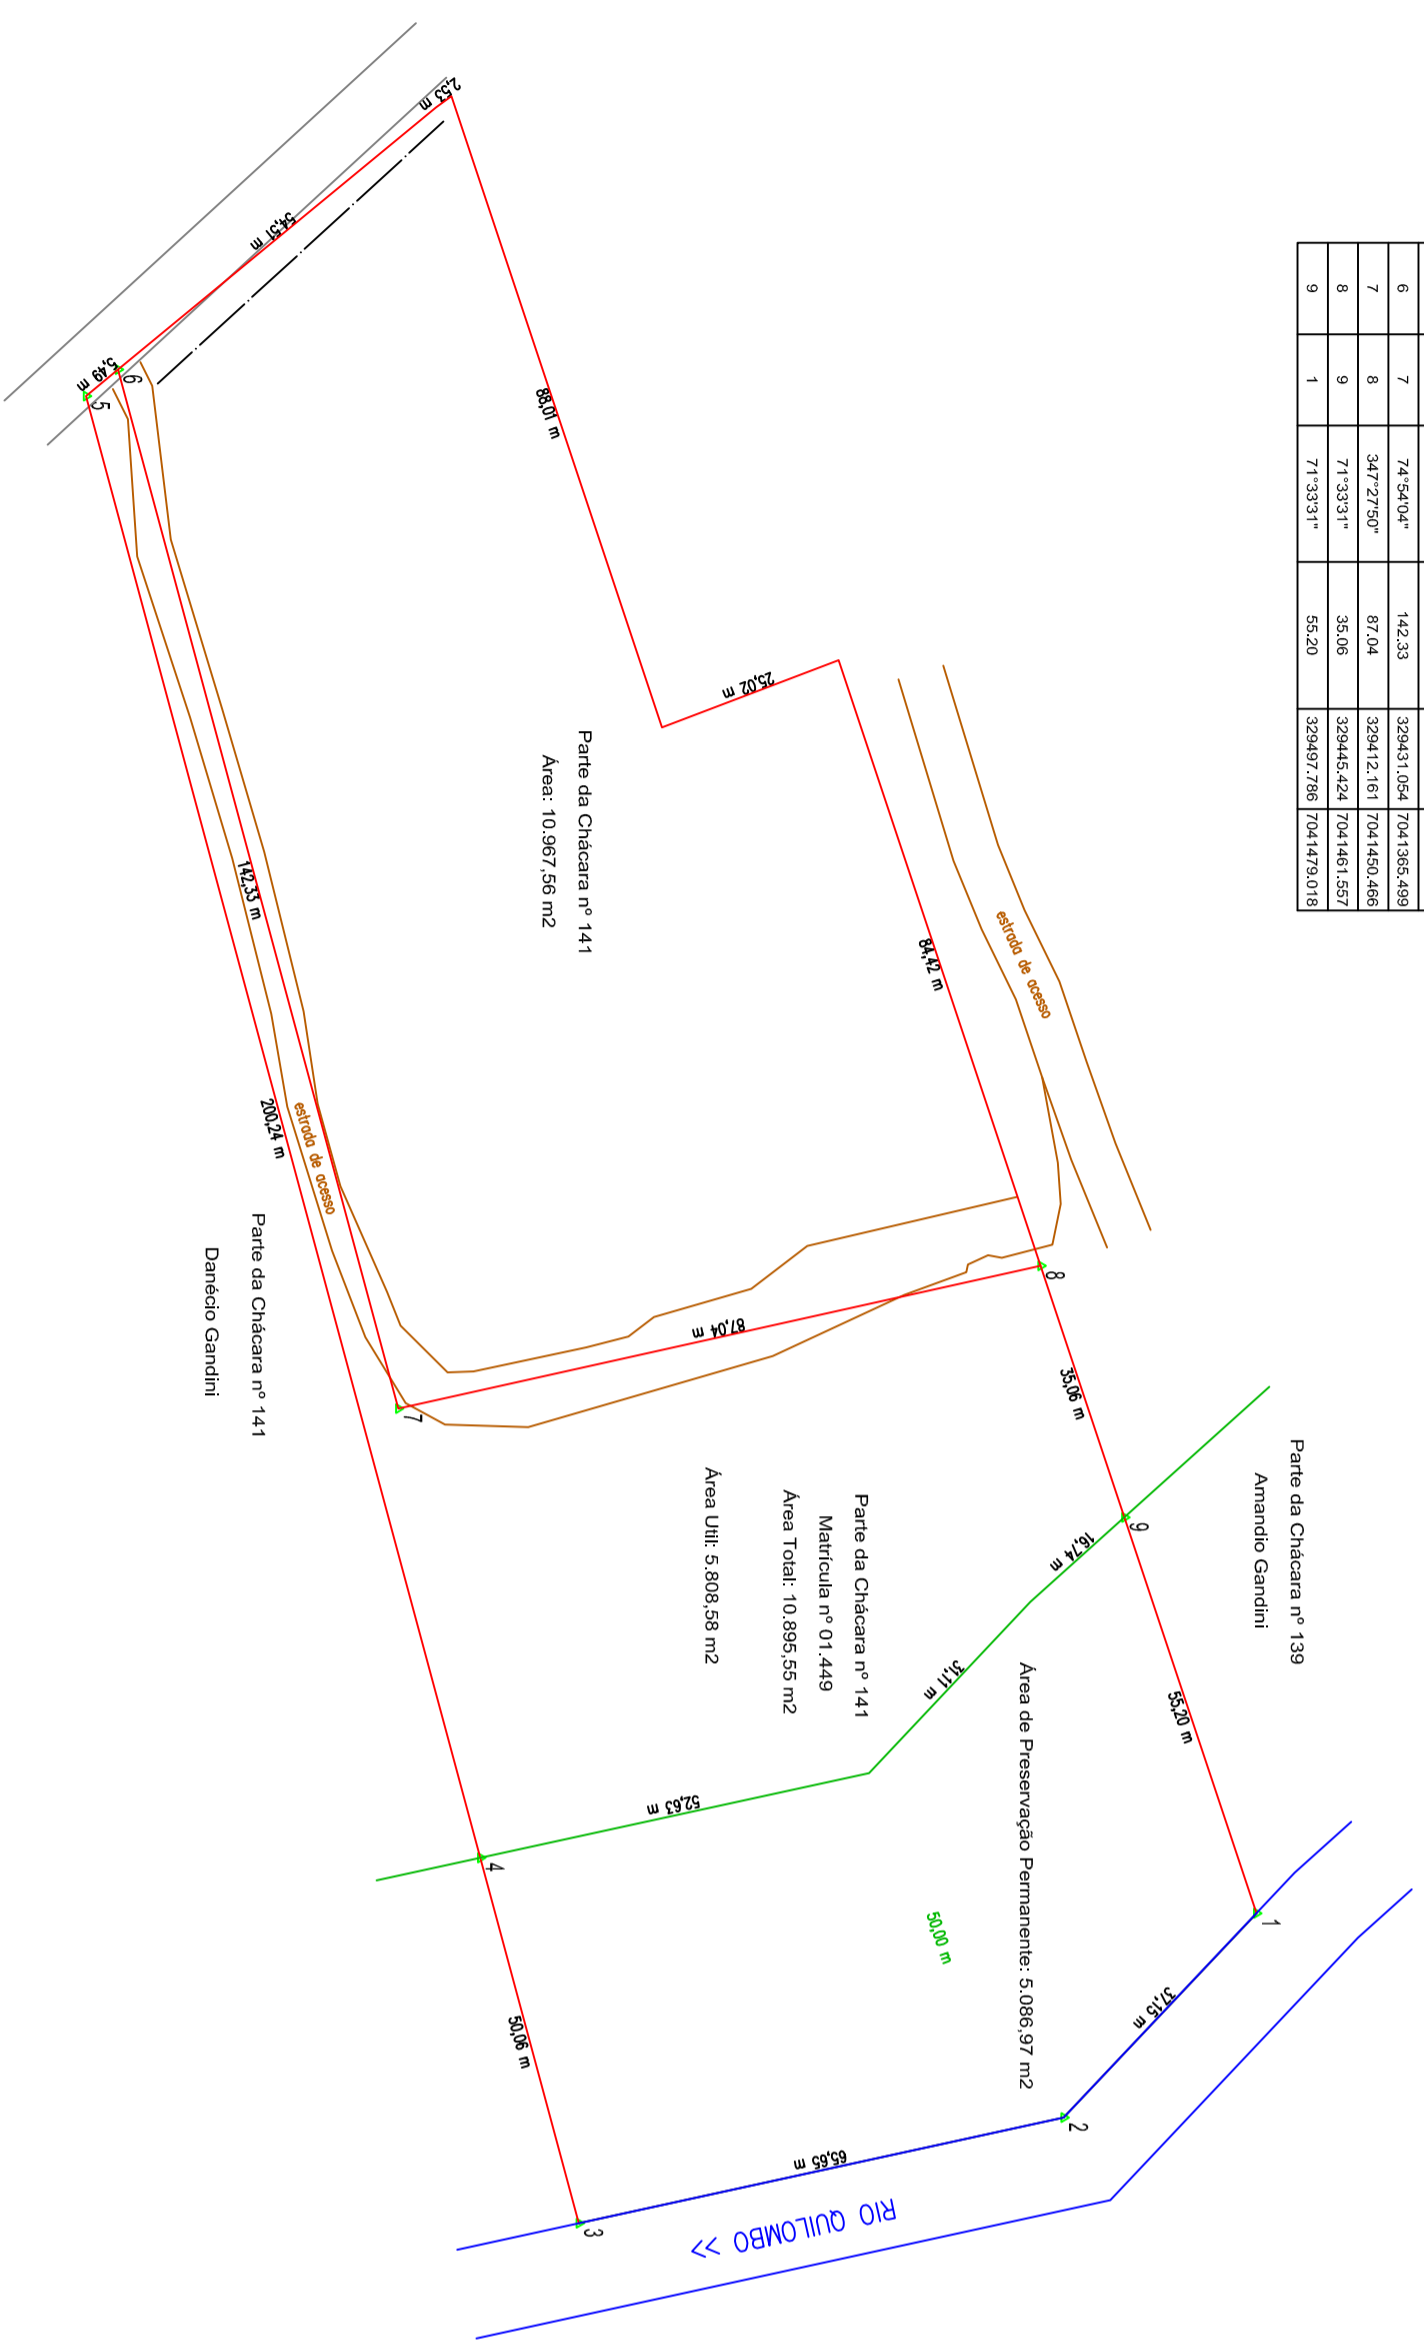 6 7 74°54'04" 142.33 329431.054 7041365.499
7 8 347°27'50" 87.04 329412.161 7041450.466
8 9 71°33'31" 35.06 329445.424 7041461.557
9 1 71°33'31" 55.20 329497.786 7041479.018
Parte da Chácara nº 139
Amandio Gandini
2,53 m
54,51 m
5,49 m
6
5
88,01 m
25,02 m
84,42 m
estrada de acesso
Parte da Chácara nº 141
Área: 10.967,56 m2
142,33 m
200,24 m
estrada de acesso
Parte da Chácara nº 141
Danécio Gandini
87,04 m
7
8
35,06 m
9
16,74 m
55,20 m
31,11 m
Parte da Chácara nº 141
Matrícula nº 01.449
Área Total: 10.895,55 m2
Área Util: 5.808,58 m2
Área de Preservação Permanente: 5.086,97 m2
52,63 m
4
50,00 m
1
37,15 m
2
50,06 m
65,65 m
3
RIO QUILOMBO >>